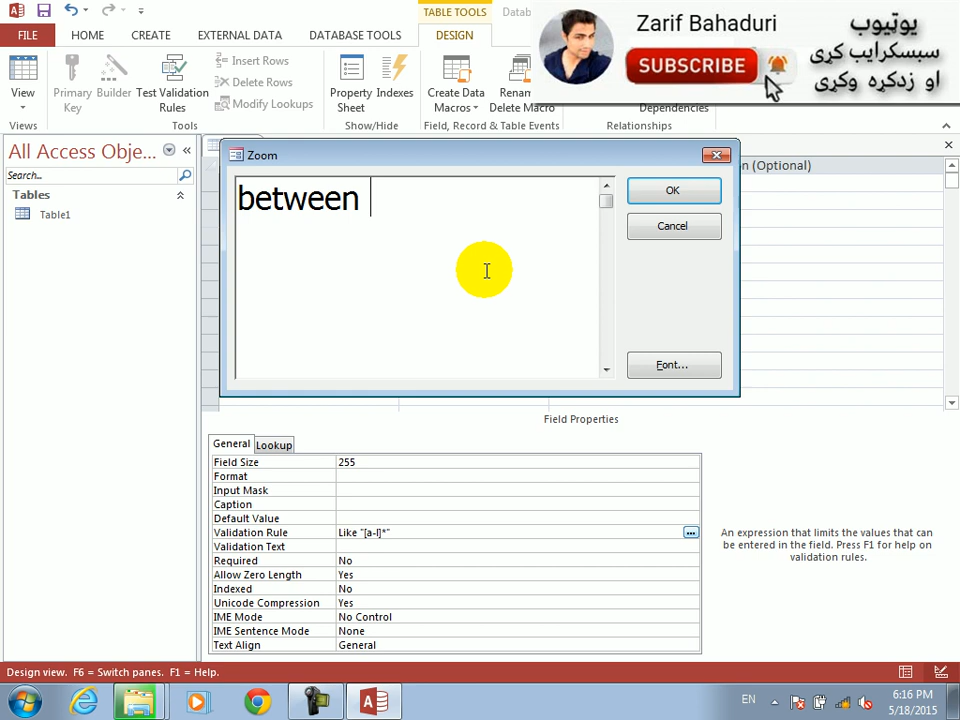 TABLE TOOLS
Datab
FILE
HOME
CREATE
EXTERNAL DATA
DATABASE TOOLS
DESIGN
Zarif Bahaduri
SUBSCRIBE
یوټیوب
سبسکرایب کړی
او زدکړه وکړی
View
Primary Key
Builder
Test Validation Rules
Insert Rows
Delete Rows
Modify Lookups
Property Sheet
Indexes
Create Data Macros
Renam
Delete Macro
Dependencies
Views
Tools
Show/Hide
Field, Record & Table Events
Relationships
All Access Obje...
Search...
Tables
Table1
n (Optional)
Zoom
between
OK
Cancel
Font...
Field Properties
General
Lookup
Field Size 255
Format
Input Mask
Caption
Default Value
Validation Rule Like "[a-l]*"
Validation Text
Required No
Allow Zero Length Yes
Indexed No
Unicode Compression Yes
IME Mode No Control
IME Sentence Mode None
Text Align General
An expression that limits the values that can
be entered in the field. Press F1 for help on
validation rules.
Design view. F6 = Switch panes. F1 = Help.
EN
6:16 PM
5/18/2015